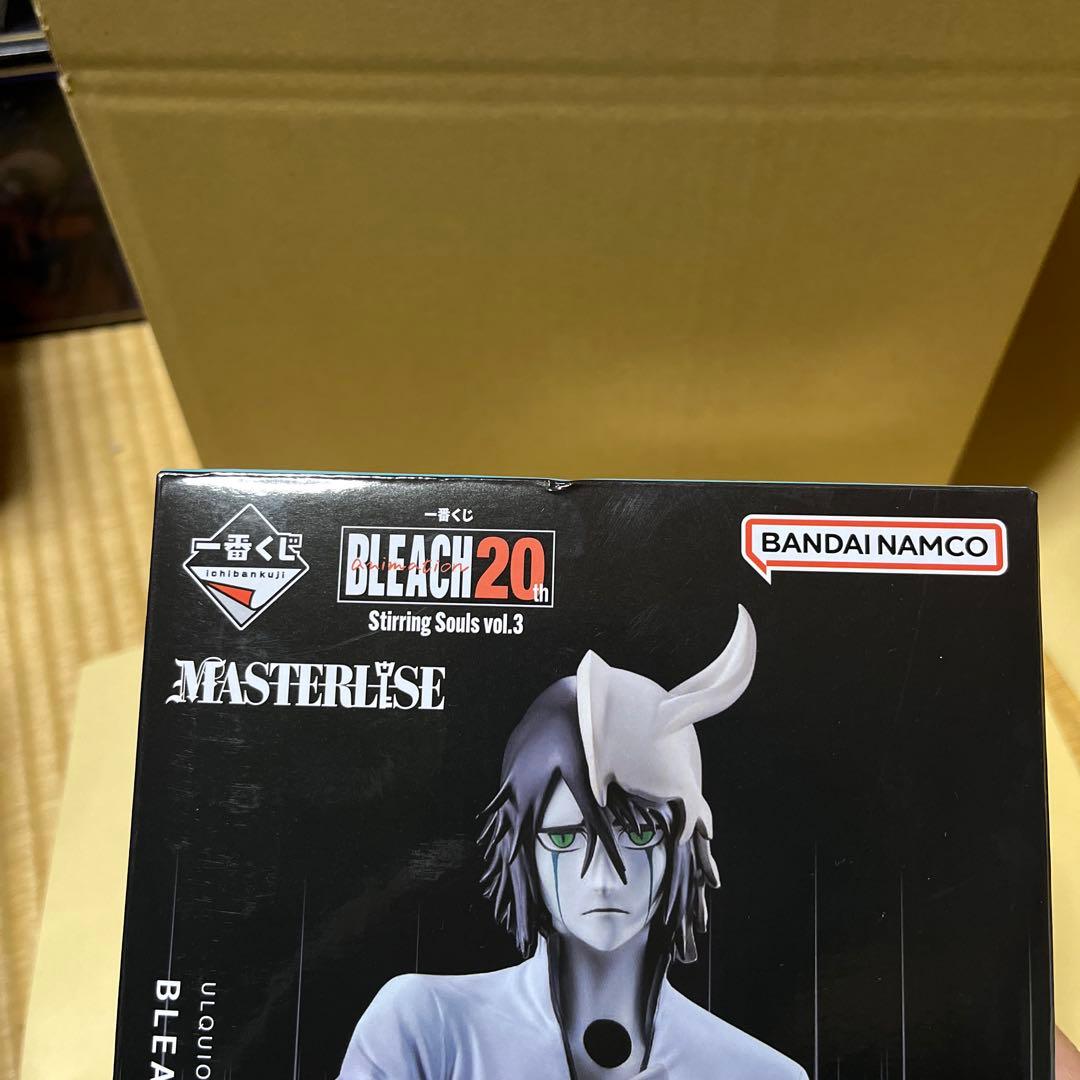 一番くじ
ichibankuji
一番くじ
BLEACH 20th
Animation
Stirring Souls vol.3
BANDAI NAMCO
MASTERLISE
ULQUIO
BLEA